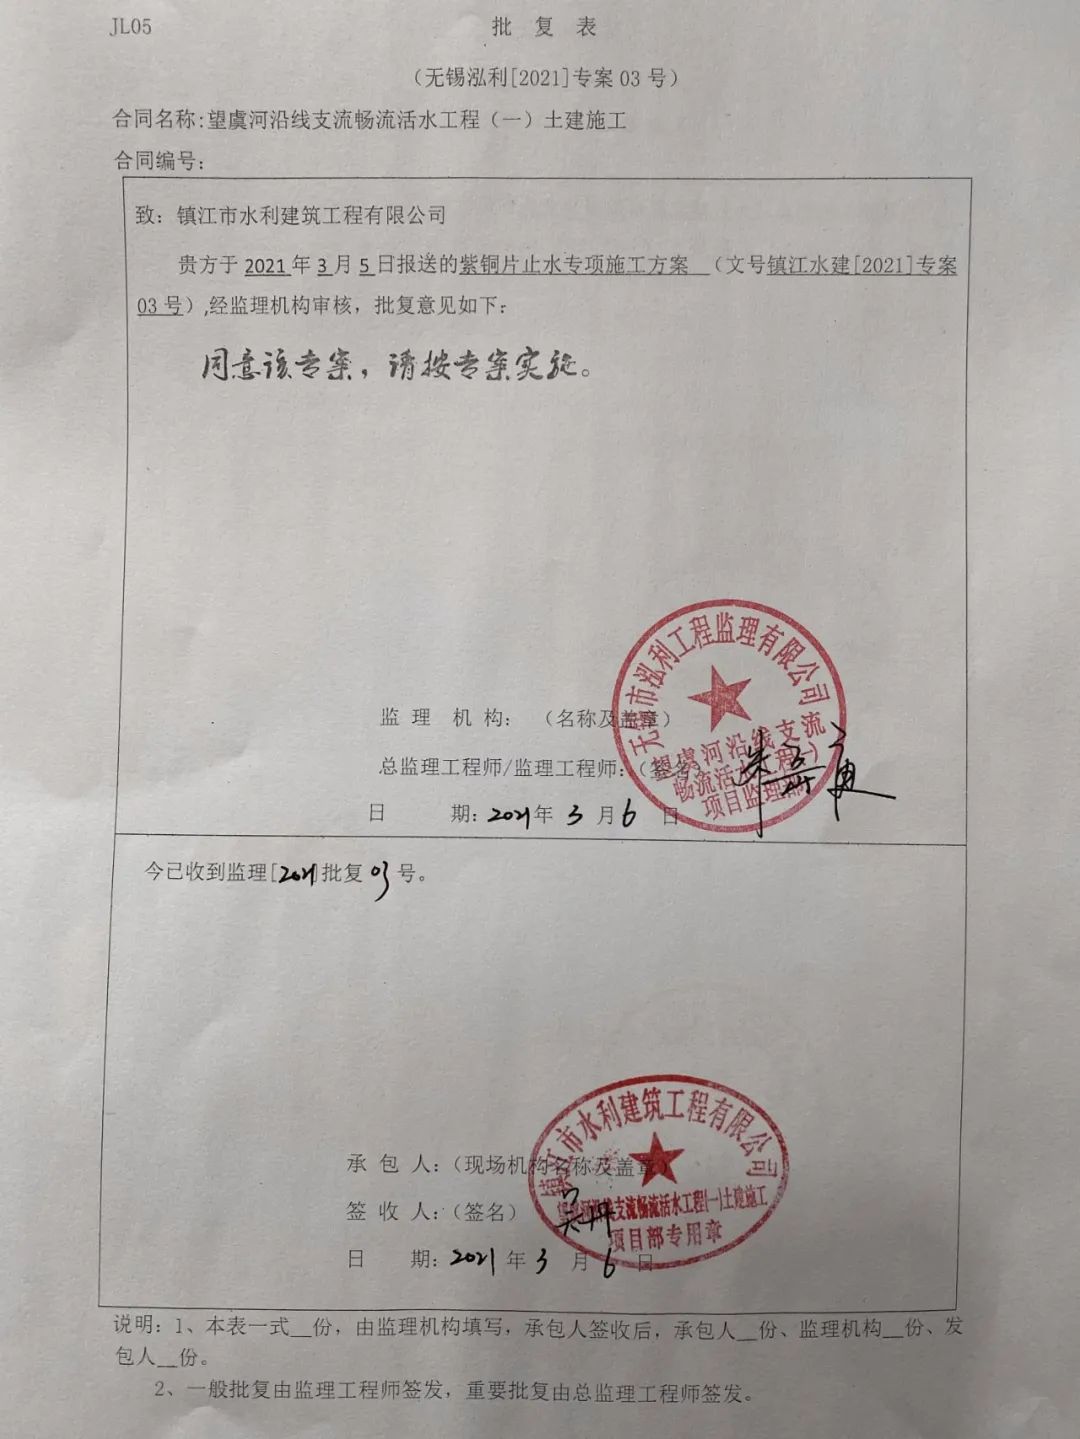 JL05
批 复 表
（无锡泓利[2021]专案 03 号）
合同名称:望虞河沿线支流畅流活水工程（一）土建施工
合同编号:
致：镇江市水利建筑工程有限公司
贵方于 2021 年 3 月 5 日报送的紫铜片止水专项施工方案 （文号镇江水建[2021]专案
03 号）,经监理机构审核，批复意见如下：
同意该专案，请按专案实施。
无锡市泓利工程监理有限公司
望虞河沿线支流
畅流活水工程(一)
项目监理部
监 理 机 构：（名称及盖章）
总监理工程师/监理工程师:（签名）
日 期: 2021年 3 月 6 日
今已收到监理[2021]批复 03 号。
镇江市水利建筑工程有限公司
望虞河沿线支流畅流活水工程(一)土建施工
项目部专用章
承 包 人:（现场机构名称及盖章）
签 收 人:（签名）
日 期: 2021 年 3 月 6 日
说明：1、本表一式__份，由监理机构填写，承包人签收后，承包人__份、监理机构__份、发
包人__份。
2、一般批复由监理工程师签发，重要批复由总监理工程师签发。